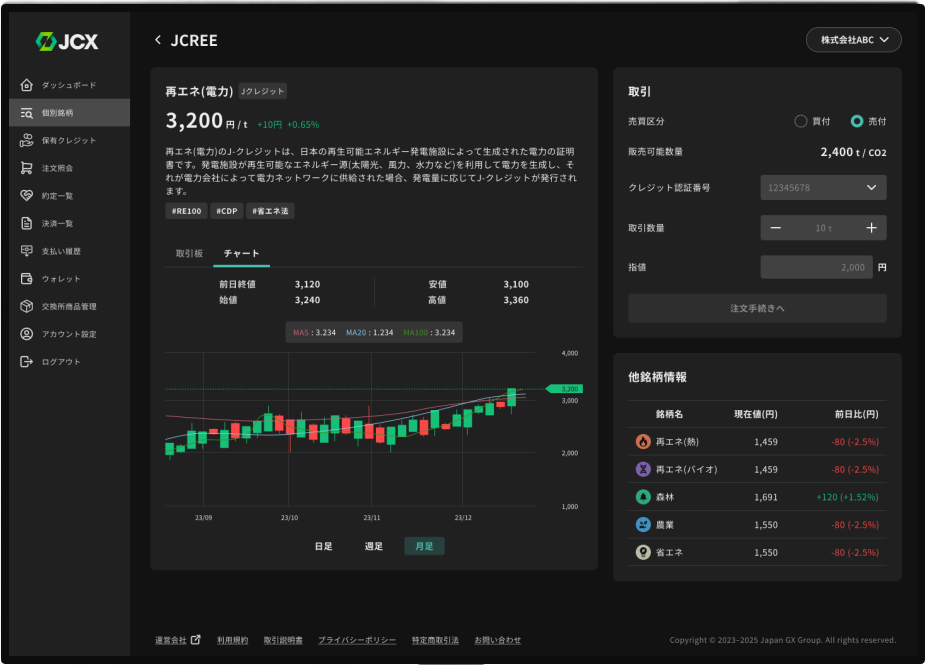 JCX
ダッシュボード
個別銘柄
保有クレジット
注文照会
約定一覧
決済一覧
支払い履歴
ウォレット
交換所商品管理
アカウント設定
ログアウト
JCREE
株式会社ABC
再エネ(電力) Jクレジット
3,200 円 / t +10円 +0.65%
再エネ(電力)のJ-クレジットは、日本の再生可能エネルギー発電施設によって生成された電力の証明
書です。発電施設が再生可能なエネルギー源(太陽光、風力、水力など)を利用して電力を生成し、そ
れが電力会社によって電力ネットワークに供給された場合、発電量に応じてJ-クレジットが発行され
ます。
#RE100 #CDP #省エネ法
取引板 チャート
前日終値 3,120 安値 3,100
始値 3,240 高値 3,360
MA5 : 3.234 MA20 : 1.234 MA100 : 3.234
4,000
3,200
3,000
2,000
1,000
23/09 23/10 23/11 23/12
日足 週足 月足
取引
売買区分 買付 売付
販売可能数量 2,400 t / CO2
クレジット認証番号 12345678
取引数量 10 t
指値 2,000 円
注文手続きへ
他銘柄情報
銘柄名 現在値(円) 前日比(円)
再エネ(熱) 1,459 -80 (-2.5%)
再エネ(バイオ) 1,459 -80 (-2.5%)
森林 1,691 +120 (+1.52%)
農業 1,550 -80 (-2.5%)
省エネ 1,550 -80 (-2.5%)
運営会社 利用規約 取引説明書 プライバシーポリシー 特定商取引法 お問い合わせ
Copyright © 2023–2025 Japan GX Group. All rights reserved.